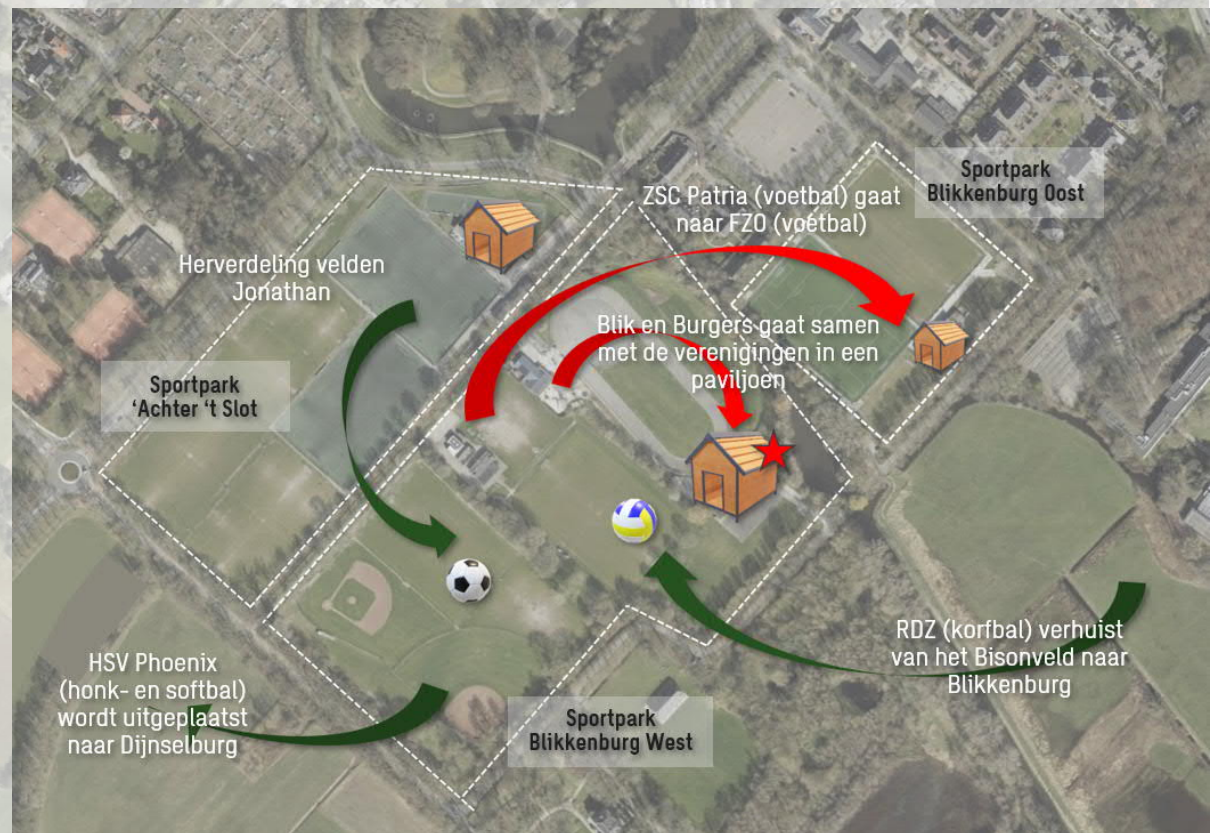 Sportpark
Blikkenburg Oost
ZSC Patria (voetbal) gaat
naar FZO (voetbal)
Herverdeling velden
Jonathan
Blik en Burgers gaat samen
met de verenigingen in een
paviljoen
Sportpark
‘Achter ‘t Slot
RDZ (korfbal) verhuist
van het Bisonveld naar
Blikkenburg
HSV Phoenix
(honk- en softbal)
wordt uitgeplaatst
naar Dijnselburg
Sportpark
Blikkenburg West